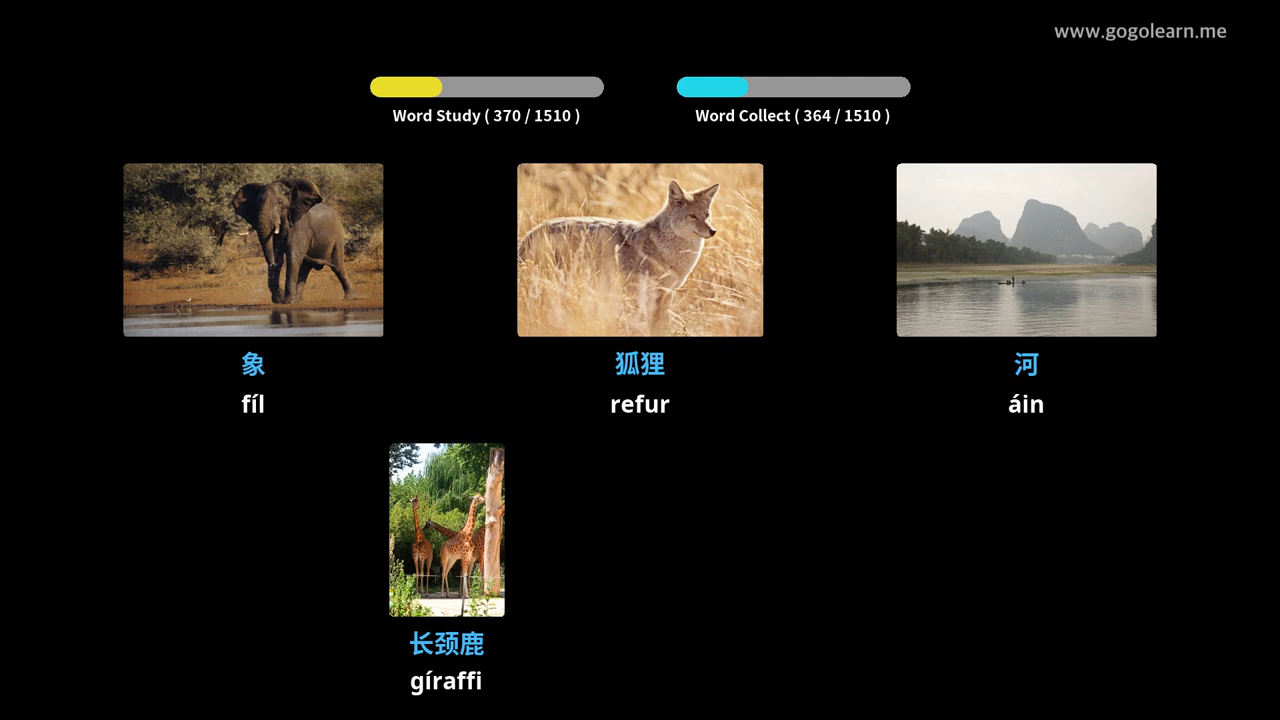 www.gogolearn.me
Word Study ( 370 / 1510 )
Word Collect ( 364 / 1510 )
象
fíl
狐狸
refur
河
áin
长颈鹿
gíraffi